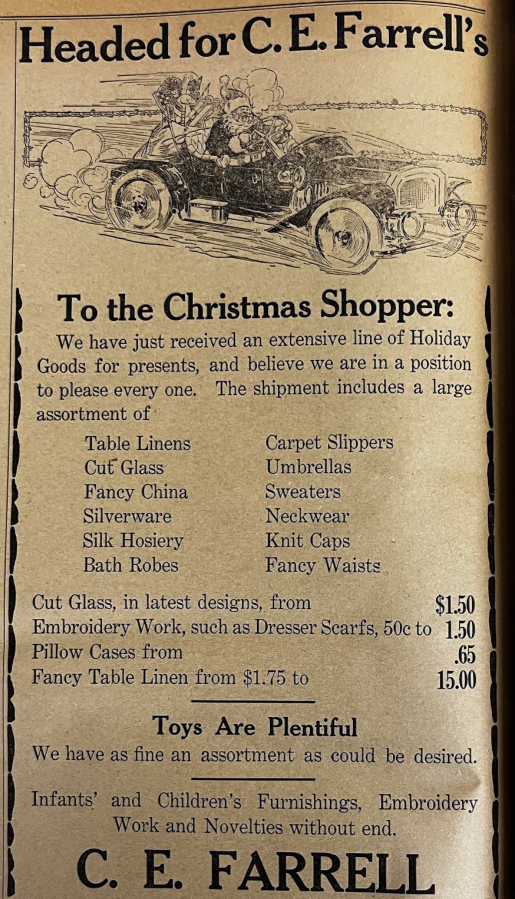 Headed for C. E. Farrell's
To the Christmas Shopper:
We have just received an extensive line of Holiday
Goods for presents, and believe we are in a position
to please every one. The shipment includes a large
assortment of
Table Linens Carpet Slippers
Cut Glass Umbrellas
Fancy China Sweaters
Silverware Neckwear
Silk Hosiery Knit Caps
Bath Robes Fancy Waists
Cut Glass, in latest designs, from $1.50
Embroidery Work, such as Dresser Scarfs, 50c to 1.50
Pillow Cases from .65
Fancy Table Linen from $1.75 to 15.00
Toys Are Plentiful
We have as fine an assortment as could be desired.
Infants' and Children's Furnishings, Embroidery
Work and Novelties without end.
C. E. FARRELL